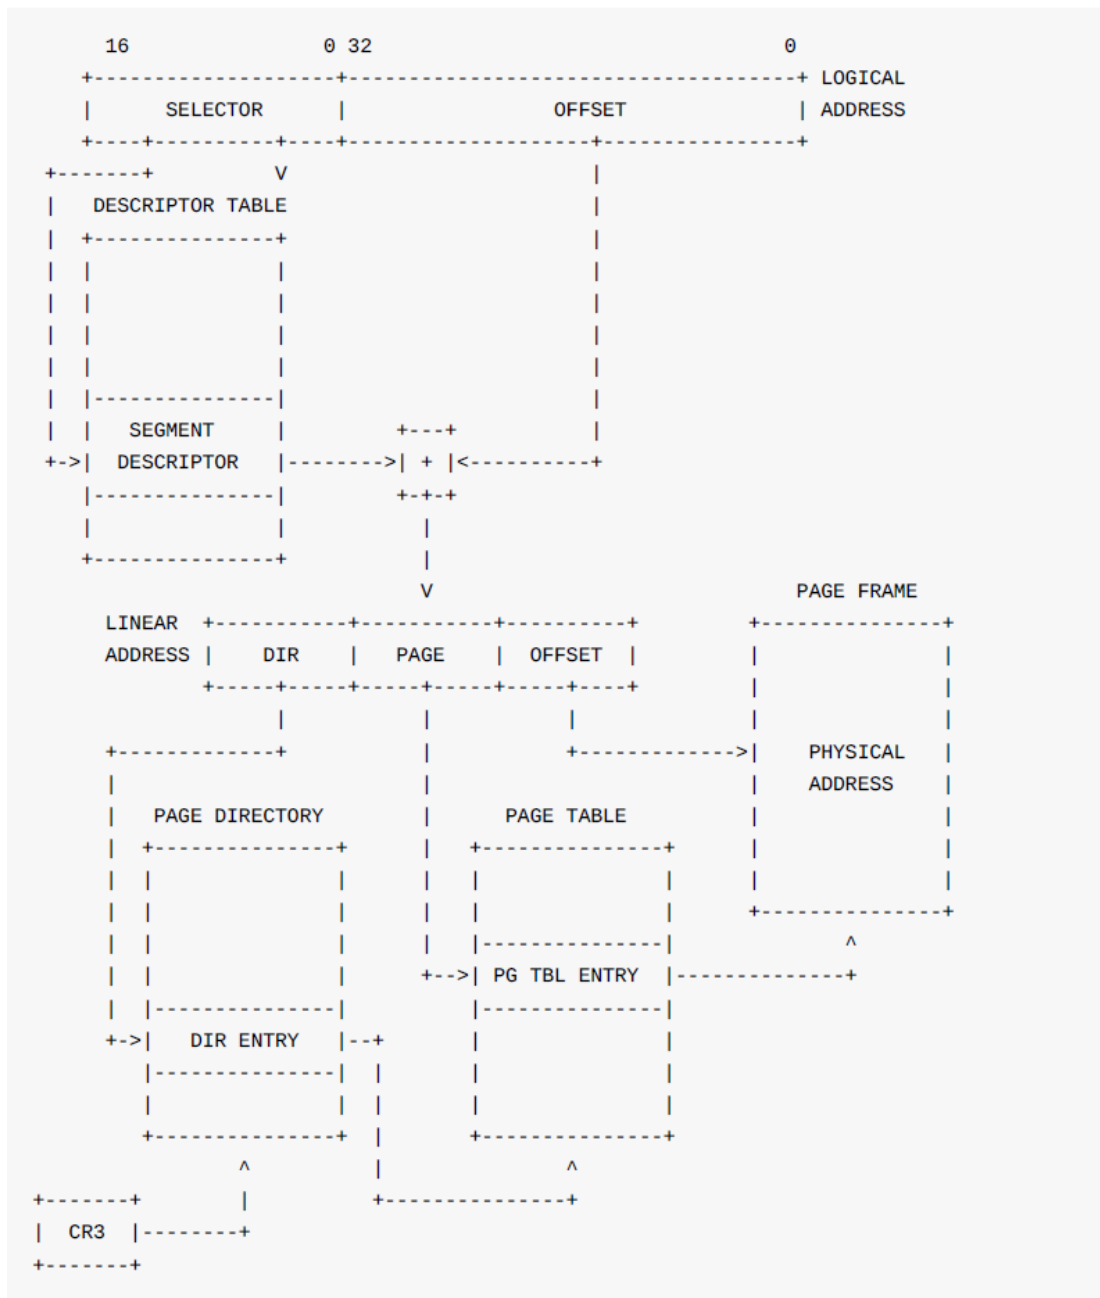 16                0 32                                  0
        +--------------------+-------------------------------------+ LOGICAL
        |      SELECTOR      |                 OFFSET              | ADDRESS
        +----+----------+----+--------------------+----------------+
     +-------+          V                         |
     |   DESCRIPTOR TABLE                         |
     |  +---------------+                         |
     |  |               |                         |
     |  |               |                         |
     |  |               |                         |
     |  |               |                         |
     |  |---------------|                         |
     |  |   SEGMENT     |         +---+           |
     +->|  DESCRIPTOR   |-------->| + |<----------+
        |---------------|         +-+-+
        |               |           |
        +---------------+           |
                                    V                              PAGE FRAME
          LINEAR  +-----------+-----------+----------+         +---------------+
          ADDRESS |    DIR    |   PAGE    |  OFFSET  |         |               |
                  +-----+-----+-----+-----+-----+----+         |               |
                        |           |           |              |               |
          +-------------+           |           +------------->|    PHYSICAL   |
          |                         |                          |    ADDRESS    |
          |   PAGE DIRECTORY        |      PAGE TABLE          |               |
          |  +---------------+      |   +---------------+      |               |
          |  |               |      |   |               |      |               |
          |  |               |      |   |               |      +---------------+
          |  |               |      |   |---------------|              ^
          |  |               |      +-->| PG TBL ENTRY  |--------------+
          |  |---------------|          |---------------|
          +->|   DIR ENTRY   |--+       |               |
             |---------------|  |       |               |
             |               |  |       |               |
             +---------------+  |       +---------------+
                     ^          |               ^
    +-------+        |          +---------------+
    |  CR3  |--------+
    +-------+